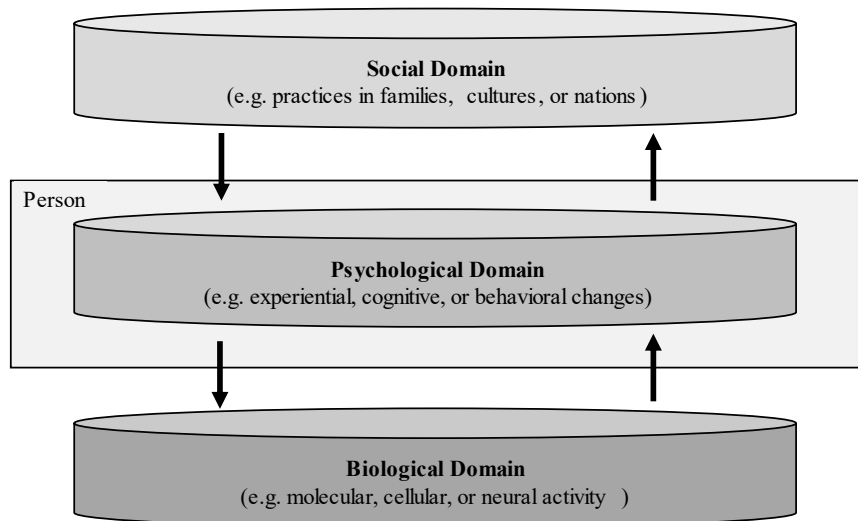 Social Domain
(e.g. practices in families, cultures, or nations)
Person
Psychological Domain
(e.g. experiential, cognitive, or behavioral changes)
Biological Domain
(e.g. molecular, cellular, or neural activity )